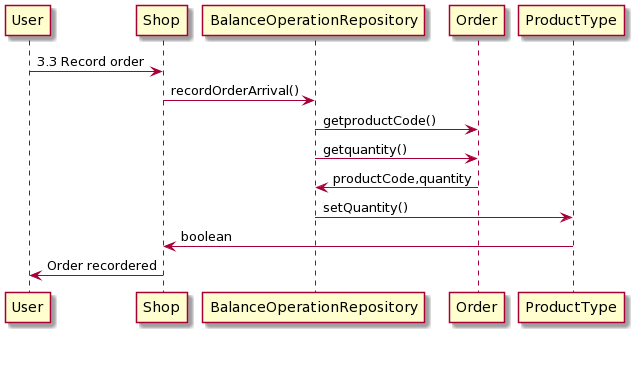 User Shop BalanceOperationRepository Order ProductType
3.3 Record order
recordOrderArrival()
getproductCode()
getquantity()
productCode,quantity
setQuantity()
boolean
Order recordered
User Shop BalanceOperationRepository Order ProductType